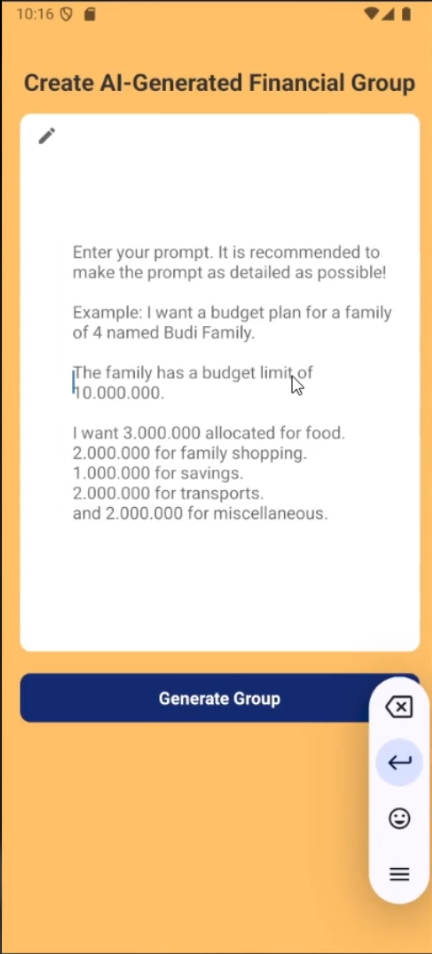 10:16
Create AI-Generated Financial Group
Enter your prompt. It is recommended to
make the prompt as detailed as possible!
Example: I want a budget plan for a family
of 4 named Budi Family.
The family has a budget limit of
10.000.000.
I want 3.000.000 allocated for food.
2.000.000 for family shopping.
1.000.000 for savings.
2.000.000 for transports.
and 2.000.000 for miscellaneous.
Generate Group